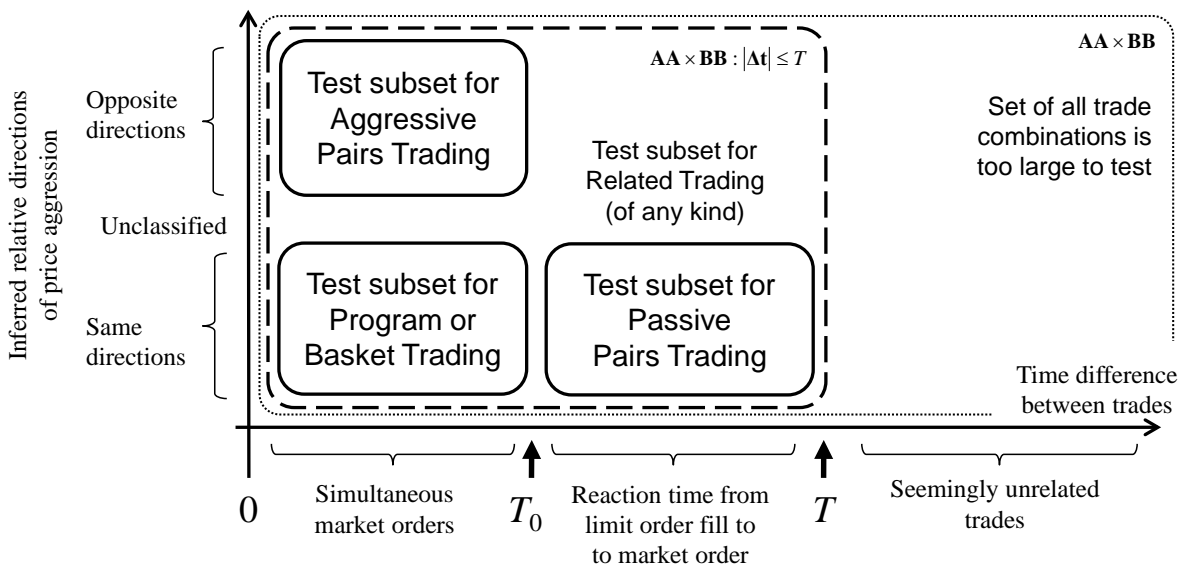 AA × BB : |Δt| ≤ T
AA × BB
Test subset for
Aggressive
Pairs Trading
Opposite
directions
Set of all trade
combinations is
too large to test
Test subset for
Related Trading
(of any kind)
Inferred relative directions
of price aggression
Unclassified
Test subset for
Program or
Basket Trading
Test subset for
Passive
Pairs Trading
Same
directions
Time difference
between trades
0
Simultaneous
market orders
T0
Reaction time from
limit order fill to
to market order
T
Seemingly unrelated
trades